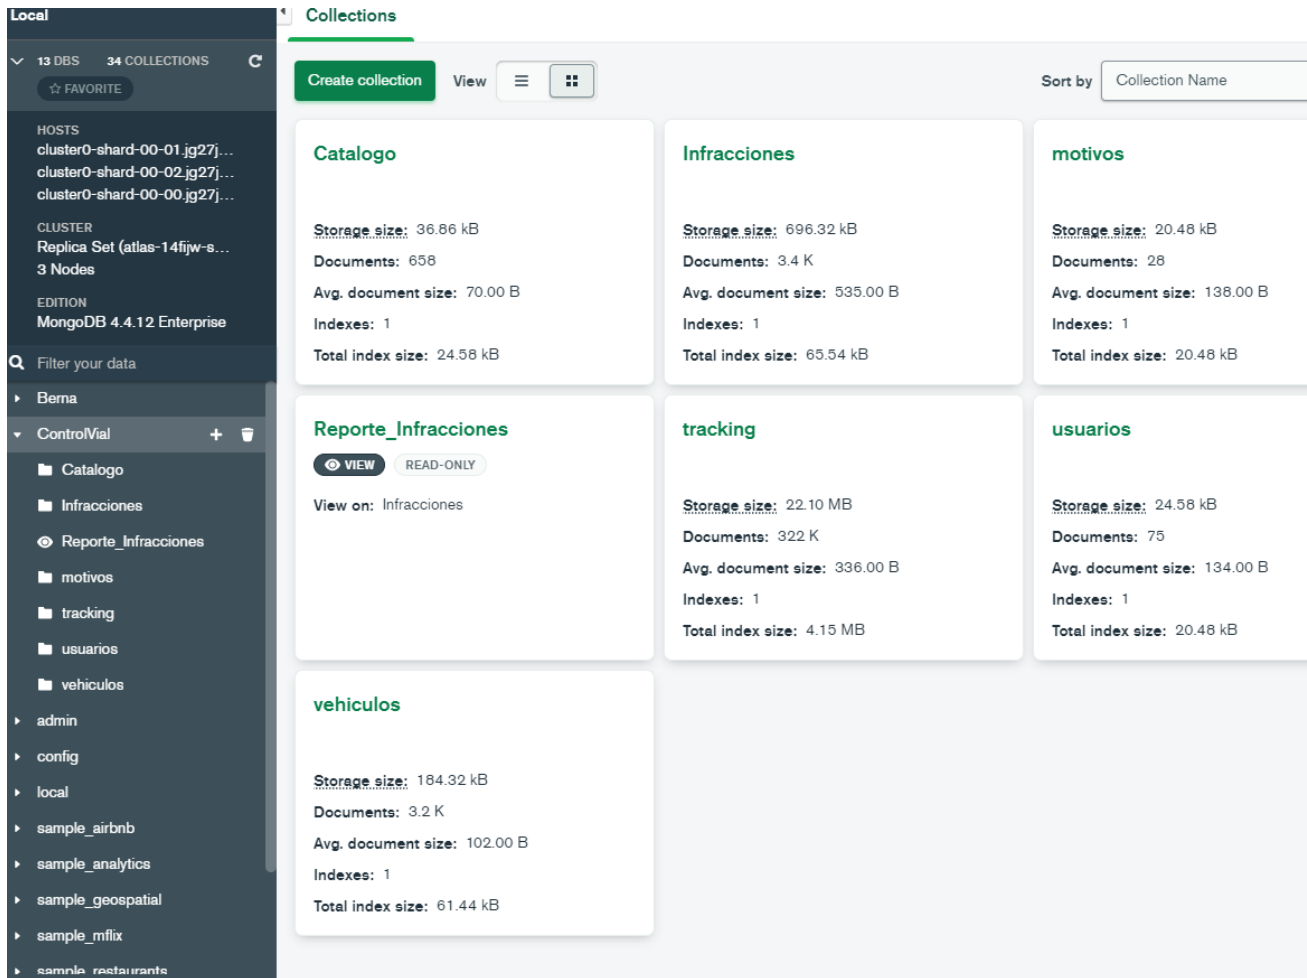 Local
13 DBS 34 COLLECTIONS
FAVORITE
HOSTS
cluster0-shard-00-01.jg27j...
cluster0-shard-00-02.jg27j...
cluster0-shard-00-00.jg27j...
CLUSTER
Replica Set (atlas-14fijw-s...
3 Nodes
EDITION
MongoDB 4.4.12 Enterprise
Filter your data
Berna
ControlVial
Catalogo
Infracciones
Reporte_Infracciones
motivos
tracking
usuarios
vehiculos
admin
config
local
sample_airbnb
sample_analytics
sample_geospatial
sample_mflix
sample_restaurants
Collections
Create collection View Sort by Collection Name
Catalogo
Storage size: 36.86 kB
Documents: 658
Avg. document size: 70.00 B
Indexes: 1
Total index size: 24.58 kB
Infracciones
Storage size: 696.32 kB
Documents: 3.4 K
Avg. document size: 535.00 B
Indexes: 1
Total index size: 65.54 kB
motivos
Storage size: 20.48 kB
Documents: 28
Avg. document size: 138.00 B
Indexes: 1
Total index size: 20.48 kB
Reporte_Infracciones
VIEW READ-ONLY
View on: Infracciones
tracking
Storage size: 22.10 MB
Documents: 322 K
Avg. document size: 336.00 B
Indexes: 1
Total index size: 4.15 MB
usuarios
Storage size: 24.58 kB
Documents: 75
Avg. document size: 134.00 B
Indexes: 1
Total index size: 20.48 kB
vehiculos
Storage size: 184.32 kB
Documents: 3.2 K
Avg. document size: 102.00 B
Indexes: 1
Total index size: 61.44 kB